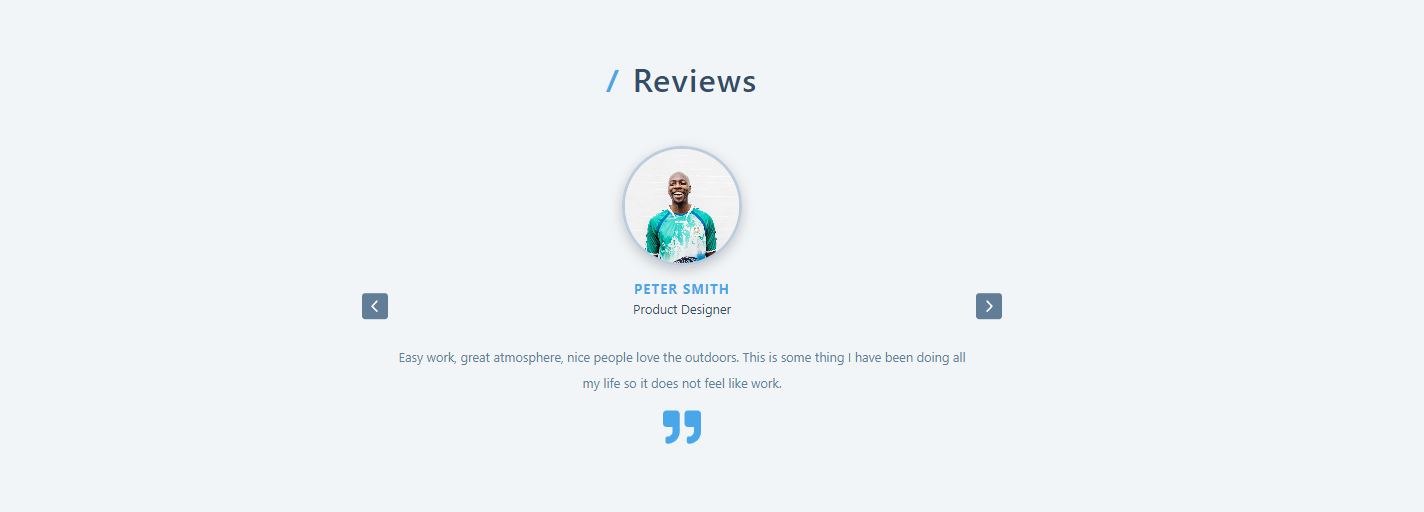 / Reviews
PETER SMITH
Product Designer
Easy work, great atmosphere, nice people love the outdoors. This is some thing I have been doing all
my life so it does not feel like work.
”